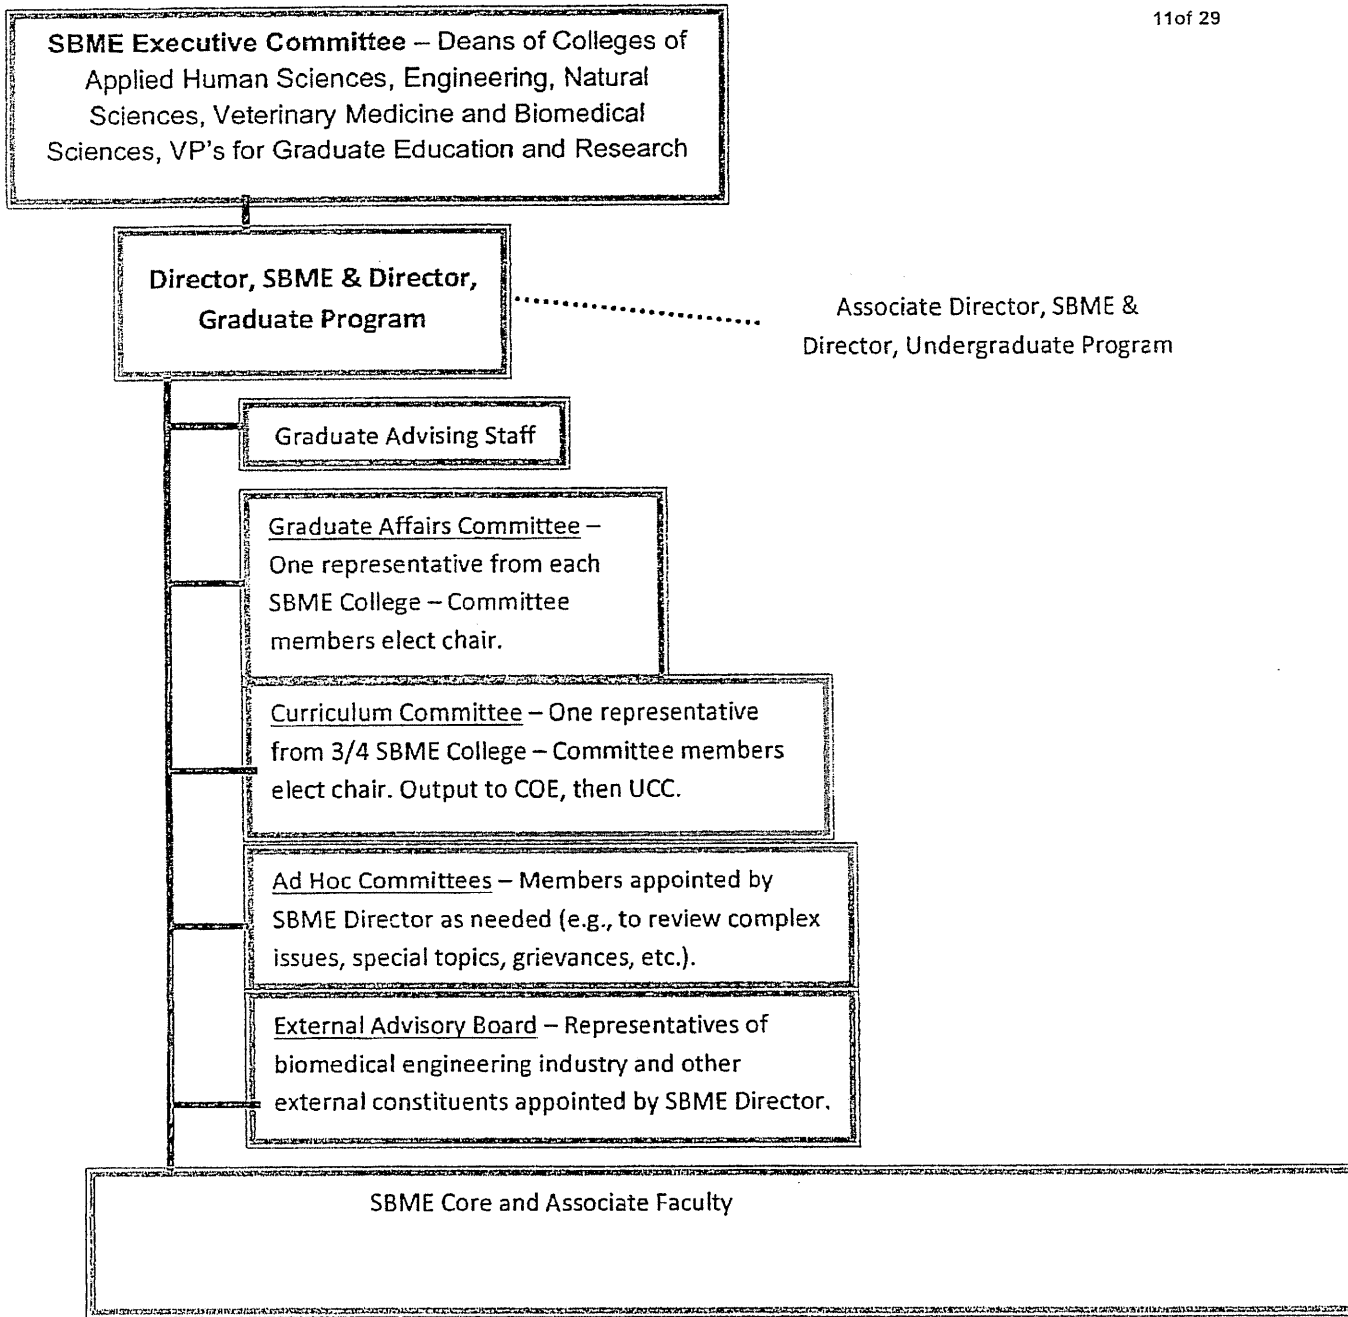 11of 29
SBME Executive Committee – Deans of Colleges of
Applied Human Sciences, Engineering, Natural
Sciences, Veterinary Medicine and Biomedical
Sciences, VP's for Graduate Education and Research
Director, SBME & Director,
Graduate Program
Associate Director, SBME &
Director, Undergraduate Program
Graduate Advising Staff
Graduate Affairs Committee –
One representative from each
SBME College – Committee
members elect chair.
Curriculum Committee – One representative
from 3/4 SBME College – Committee members
elect chair. Output to COE, then UCC.
Ad Hoc Committees – Members appointed by
SBME Director as needed (e.g., to review complex
issues, special topics, grievances, etc.).
External Advisory Board – Representatives of
biomedical engineering industry and other
external constituents appointed by SBME Director.
SBME Core and Associate Faculty